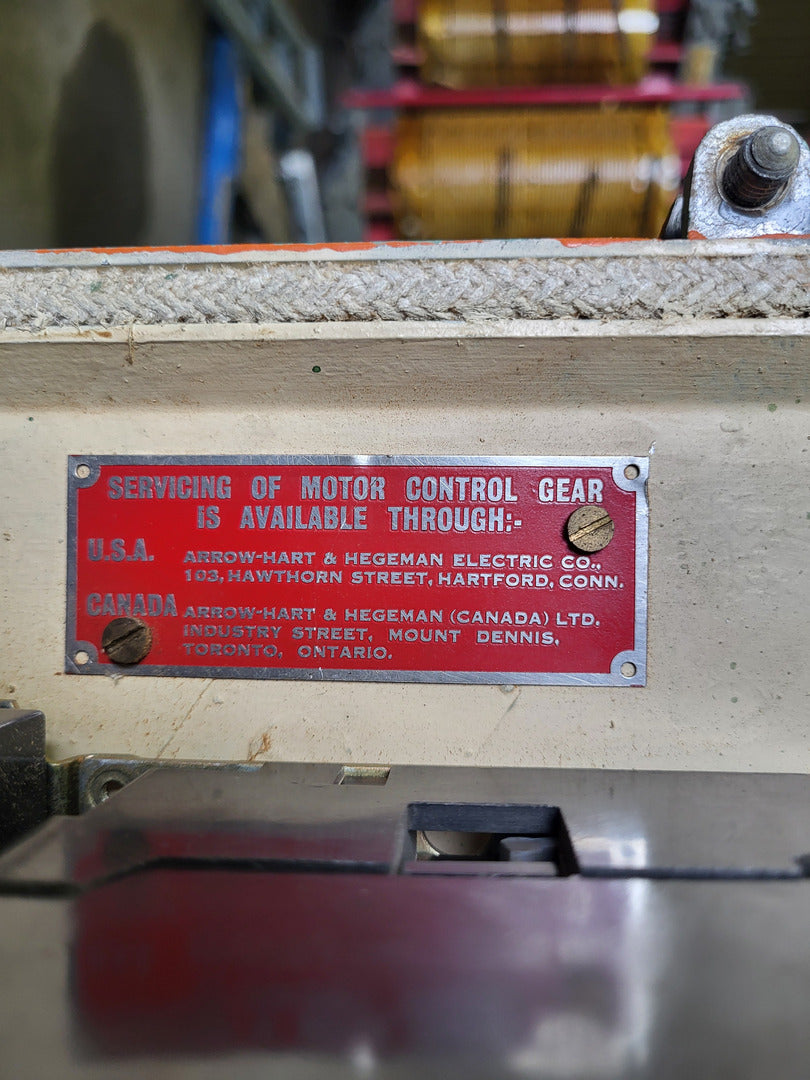 SERVICING OF MOTOR CONTROL GEAR
IS AVAILABLE THROUGH:-
U.S.A. ARROW-HART & HEGEMAN ELECTRIC CO.,
103, HAWTHORN STREET, HARTFORD, CONN.
CANADA ARROW-HART & HEGEMAN (CANADA) LTD.
INDUSTRY STREET, MOUNT DENNIS,
TORONTO, ONTARIO.